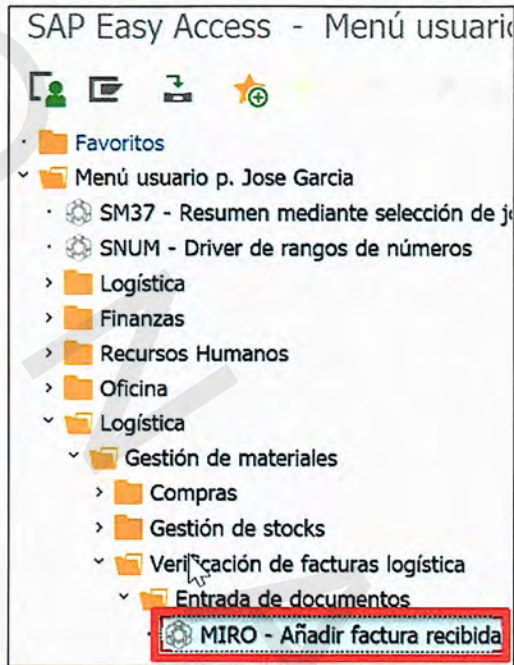 SAP Easy Access - Menú usuario
Favoritos
Menú usuario p. Jose Garcia
SM37 - Resumen mediante selección de
SNUM - Driver de rangos de números
Logística
Finanzas
Recursos Humanos
Oficina
Logística
Gestión de materiales
Compras
Gestión de stocks
Verificación de facturas logística
Entrada de documentos
MIRO - Añadir factura recibida